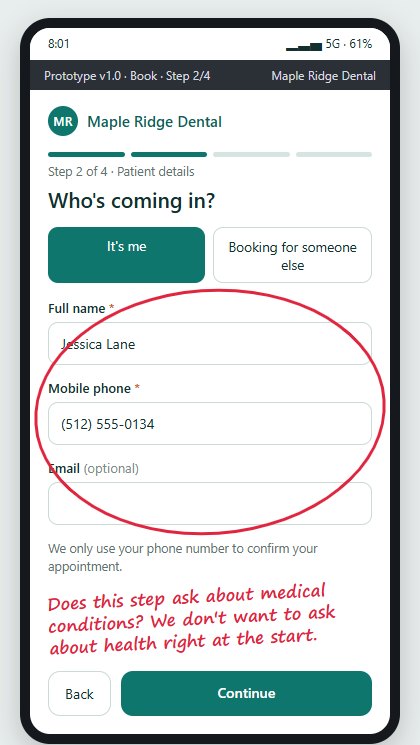 8:01 5G · 61%
Prototype v1.0 · Book · Step 2/4 Maple Ridge Dental
MR Maple Ridge Dental
Step 2 of 4 · Patient details
Who's coming in?
It's me
Booking for someone
else
Full name *
Jessica Lane
Mobile phone *
(512) 555-0134
Email (optional)
We only use your phone number to confirm your
appointment.
Does this step ask about medical
conditions? We don't want to ask
about health right at the start.
Back Continue